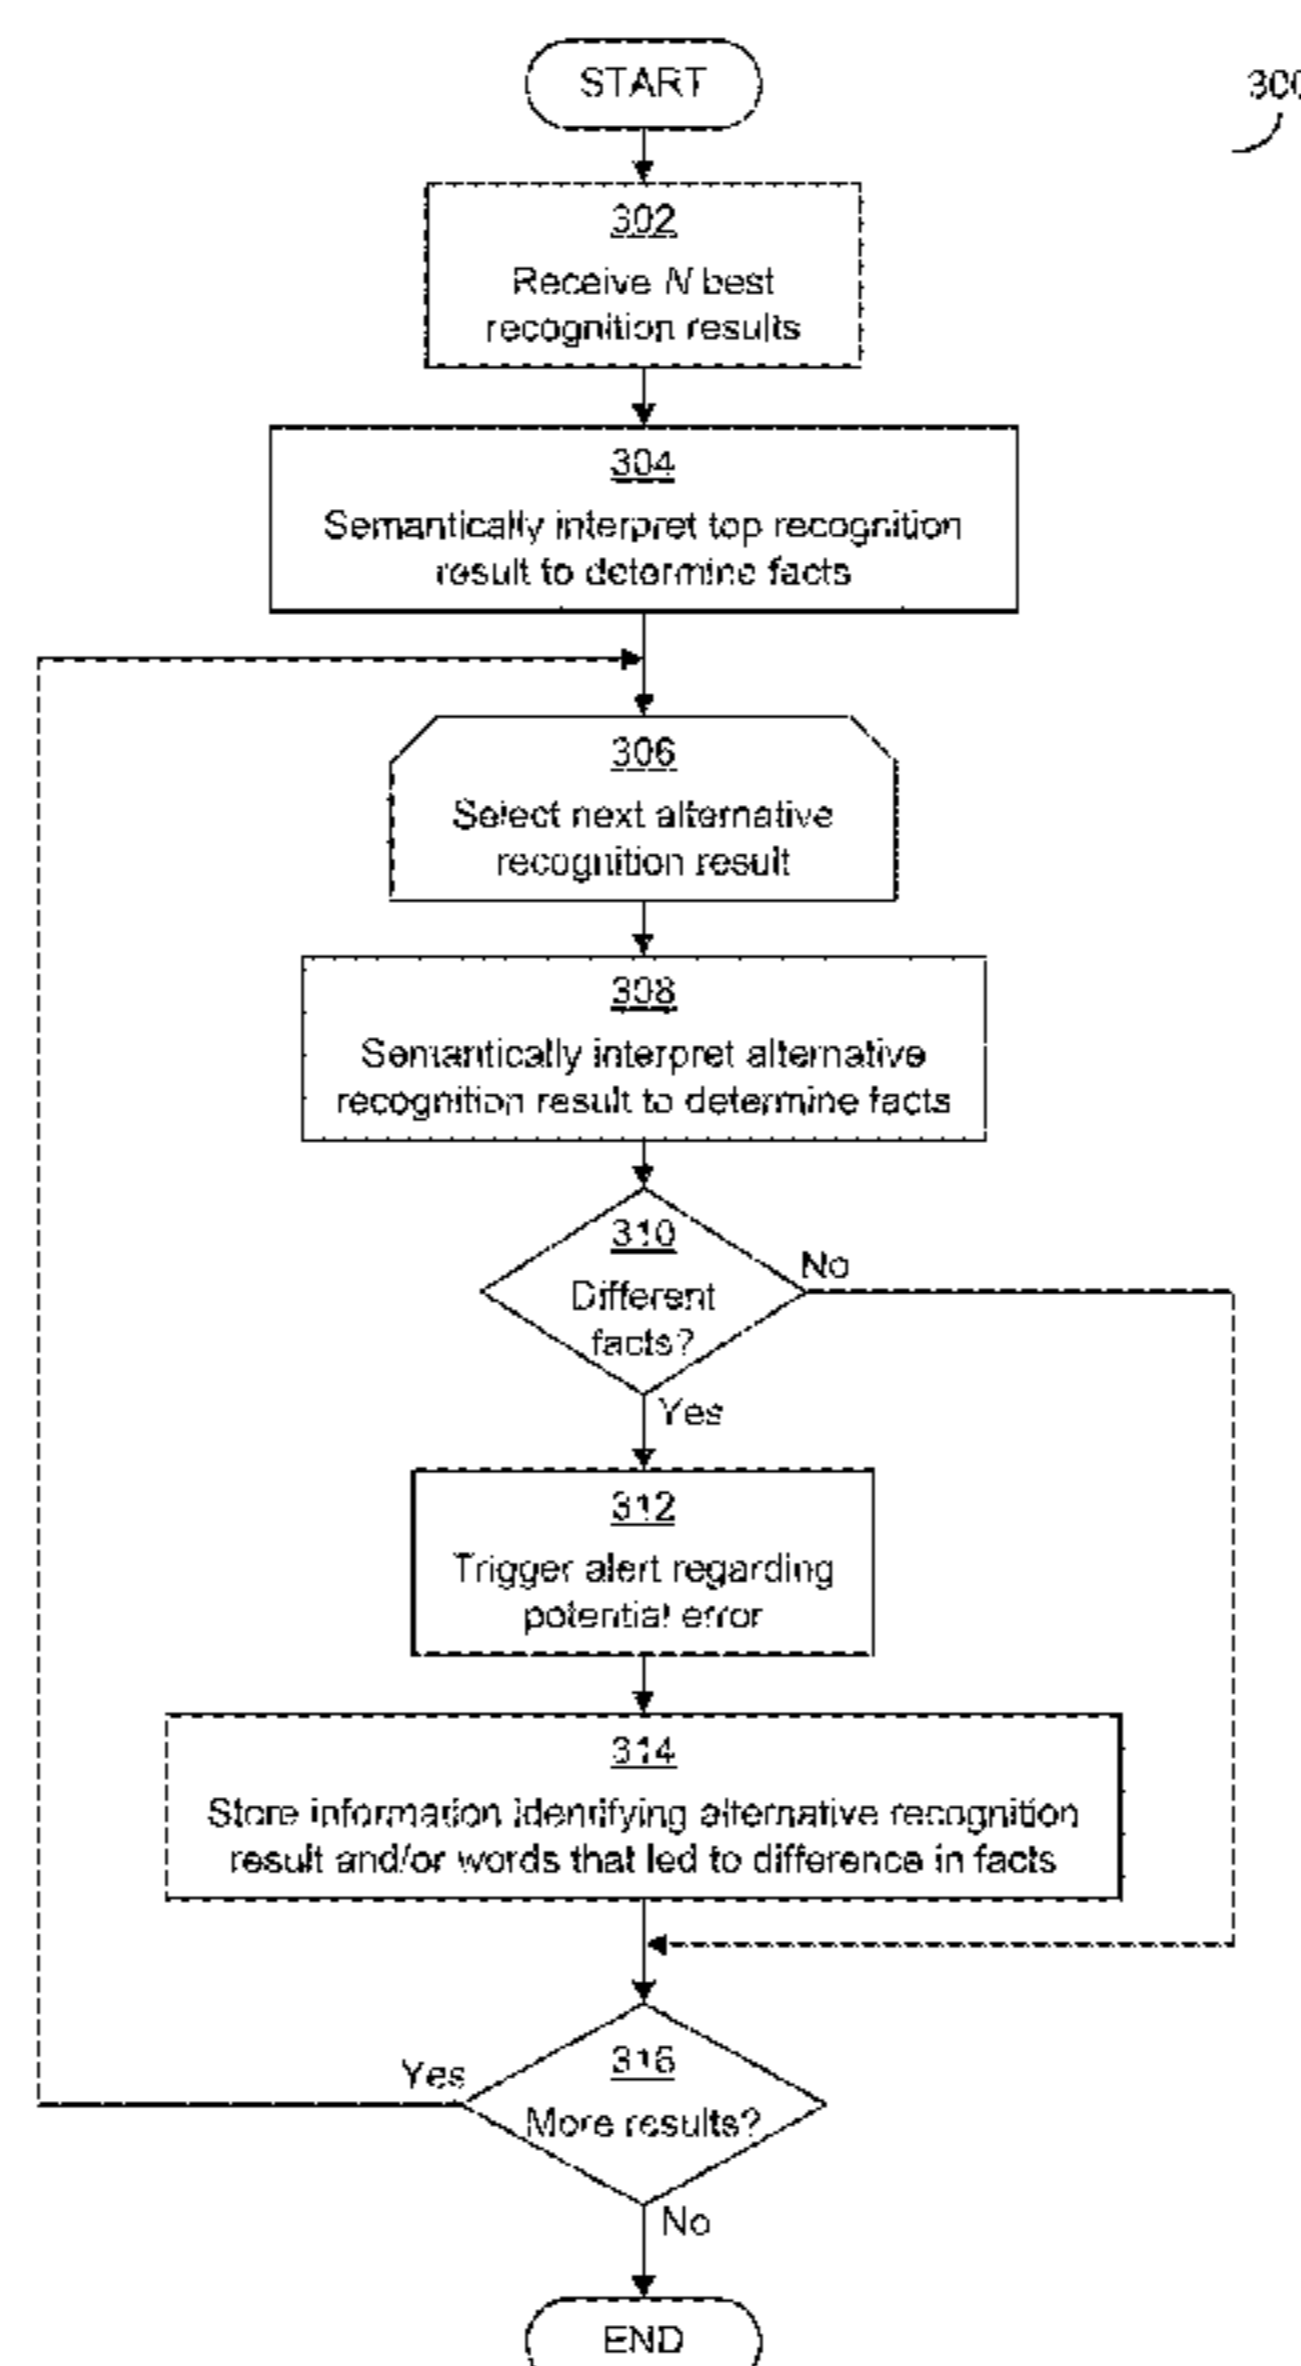 START
300
302
Receive N best
recognition results
304
Semantically interpret top recognition
result to determine facts
306
Select next alternative
recognition result
308
Semantically interpret alternative
recognition result to determine facts
310
No
Different
facts?
Yes
312
Trigger alert regarding
potential error
314
Store information identifying alternative recognition
result and/or words that led to difference in facts
316
Yes
More results?
No
END